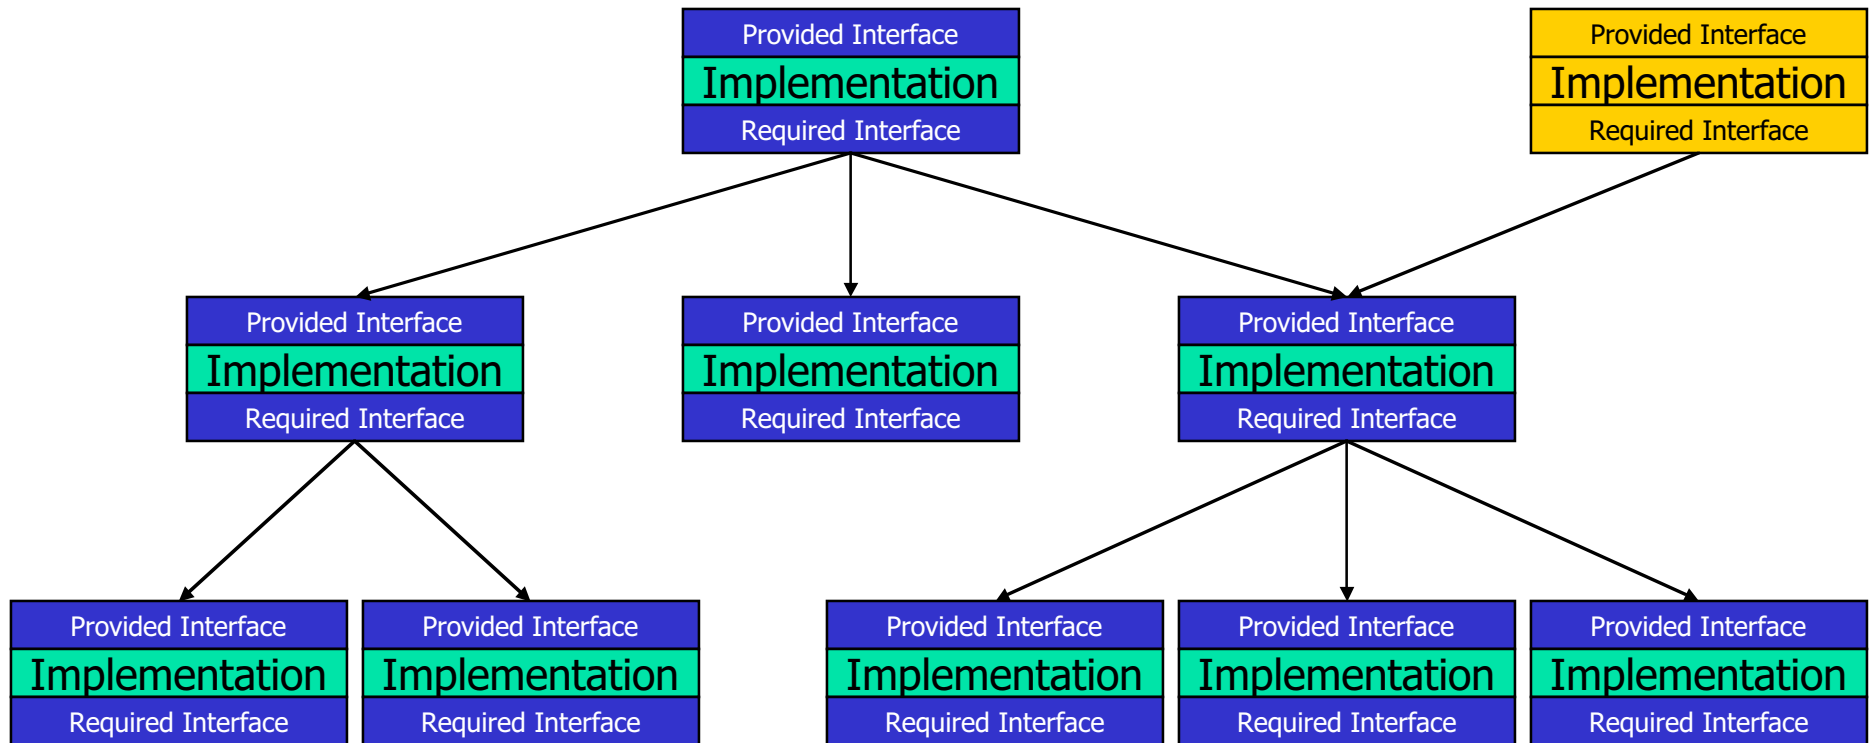 Provided Interface
Implementation
Required Interface
Provided Interface
Implementation
Required Interface
Provided Interface
Implementation
Required Interface
Provided Interface
Implementation
Required Interface
Provided Interface
Implementation
Required Interface
Provided Interface
Implementation
Required Interface
Provided Interface
Implementation
Required Interface
Provided Interface
Implementation
Required Interface
Provided Interface
Implementation
Required Interface
Provided Interface
Implementation
Required Interface